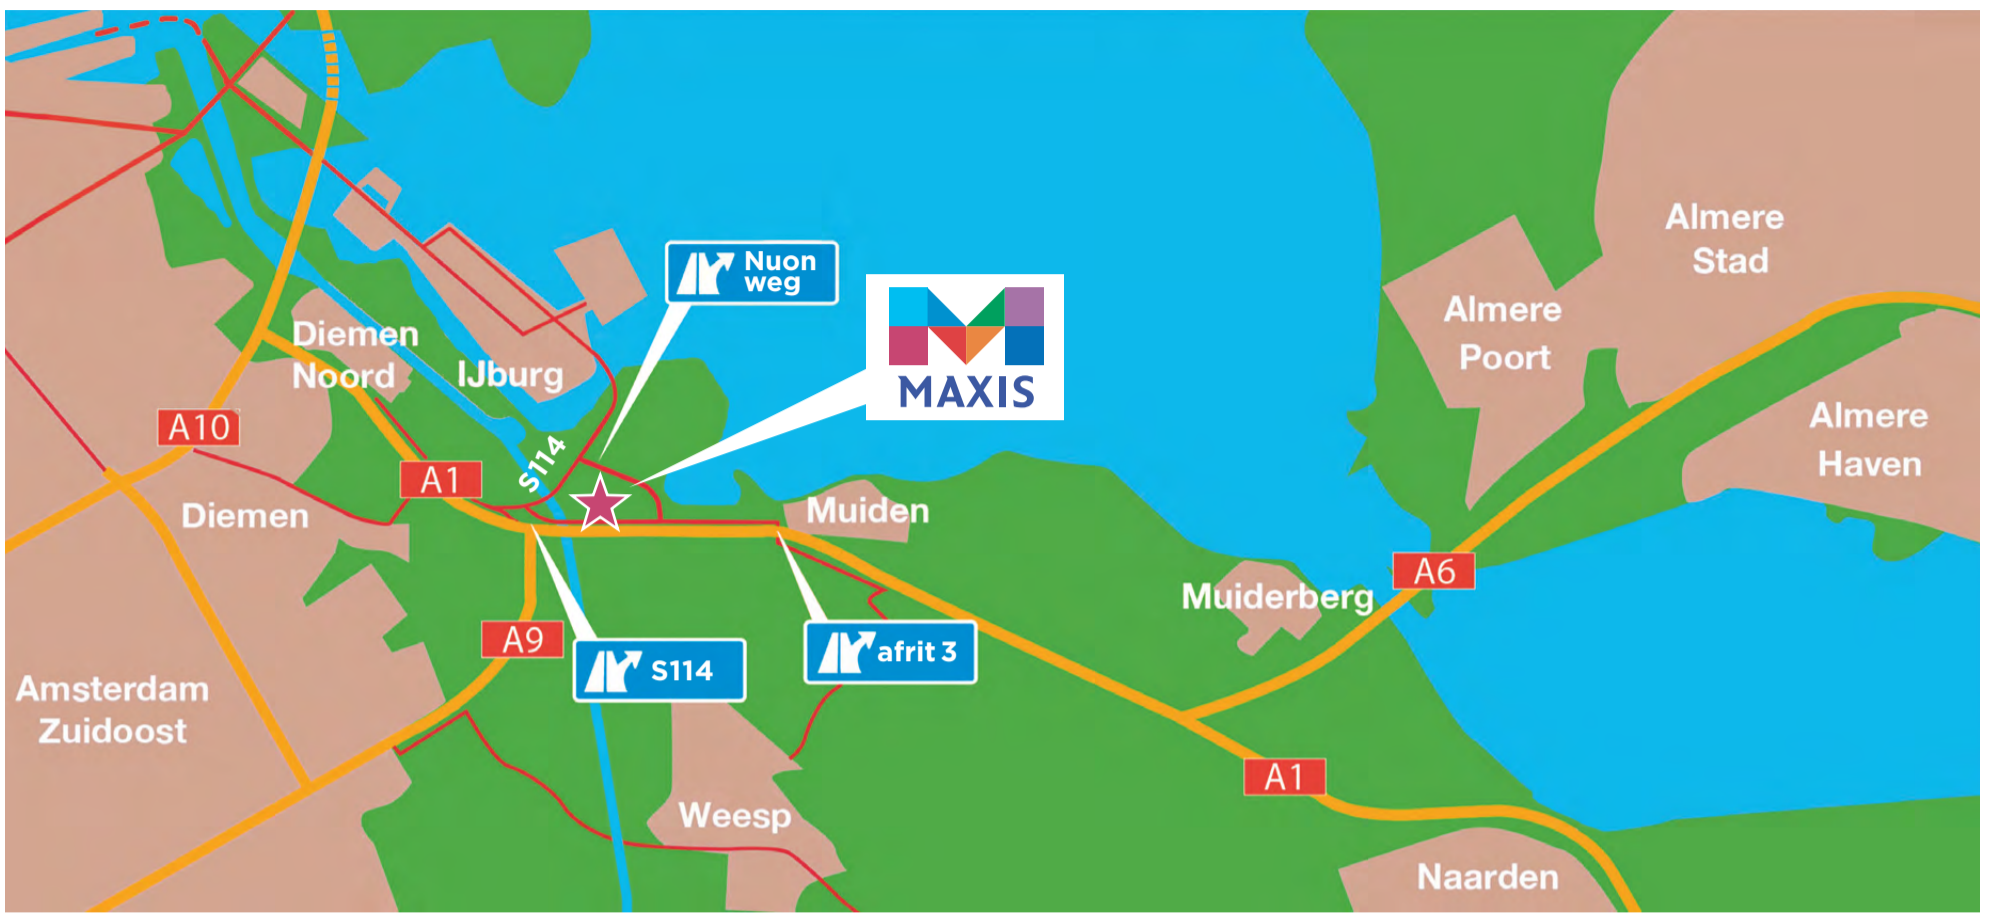 Nuon
weg
MAXIS
Almere
Stad
Almere
Poort
Almere
Haven
Diemen
Noord
IJburg
A10
A1
S114
Diemen
Muiden
Muiderberg
A6
A9
S114
afrit 3
Amsterdam
Zuidoost
Weesp
A1
Naarden